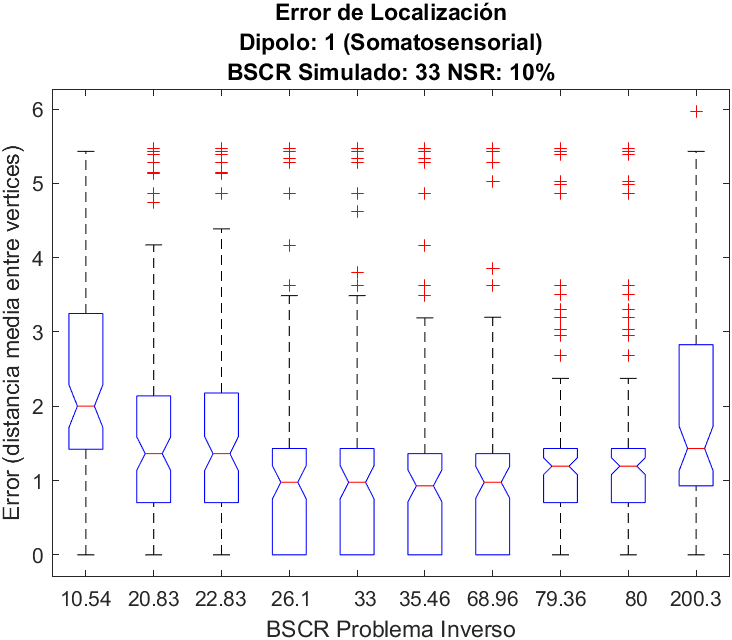 Error de Localización
Dipolo: 1 (Somatosensorial)
BSCR Simulado: 33 NSR: 10%
Error (distancia media entre vertices)
6
5
4
3
2
1
0
10.54 20.83 22.83 26.1 33 35.46 68.96 79.36 80 200.3
BSCR Problema Inverso